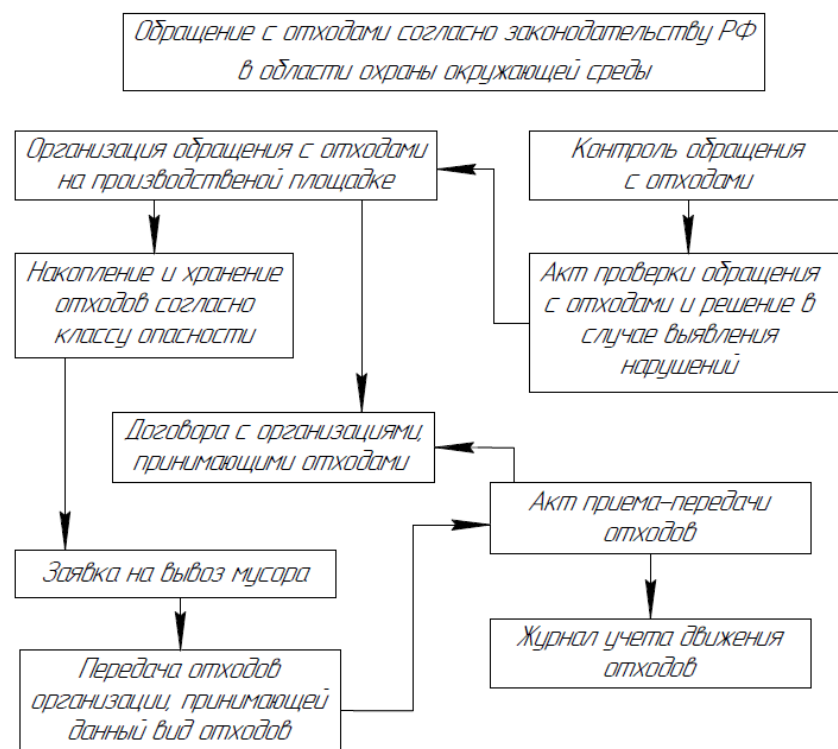 Обращение с отходами согласно законодательству РФ
в области охраны окружающей среды
Организация обращения с отходами
на производственой площадке
Контроль обращения
с отходами
Накопление и хранение
отходов согласно
классу опасности
Акт проверки обращения
с отходами и решение в
случае выявления
нарушений
Договора с организациями,
принимающими отходами
Акт приема-передачи
отходов
Заявка на вывоз мусора
Журнал учета движения
отходов
Передача отходов
организации, принимающей
данный вид отходов